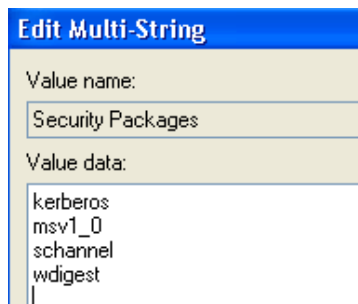 Edit Multi-String
Value name:
Security Packages
Value data:
kerberos
msv1_0
schannel
wdigest